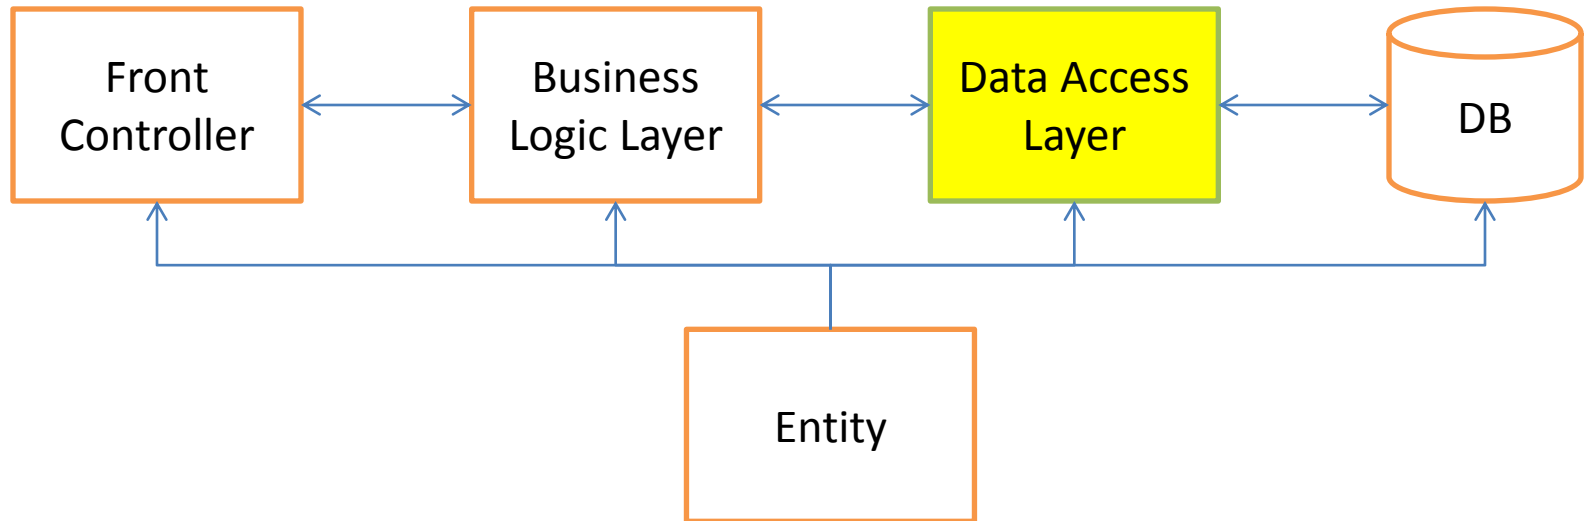 Front
Controller
Business
Logic Layer
Data Access
Layer
DB
Entity